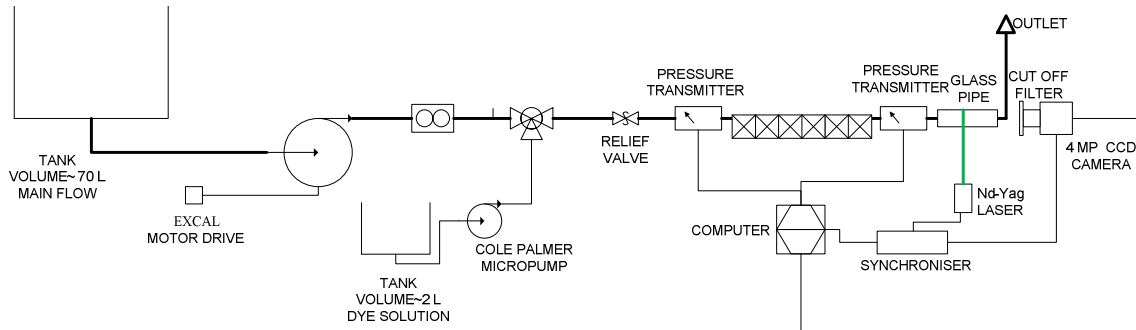 OUTLET
PRESSURE
TRANSMITTER
PRESSURE
TRANSMITTER
GLASS
PIPE
CUT OFF
FILTER
RELIEF
VALVE
4 MP CCD
CAMERA
TANK
VOLUME~70 L
MAIN FLOW
EXCAL
MOTOR DRIVE
Nd-Yag
LASER
COMPUTER
COLE PALMER
MICROPUMP
SYNCHRONISER
TANK
VOLUME~2 L
DYE SOLUTION